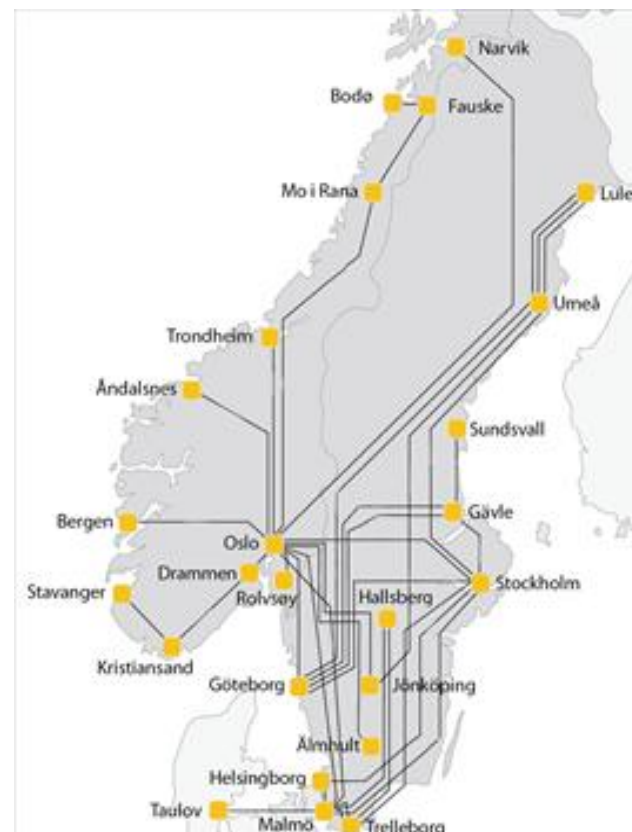 Narvik
Bodø
Fauske
Mo i Rana
Lule
Umeå
Trondheim
Åndalsnes
Sundsvall
Gävle
Bergen
Oslo
Drammen
Rolvsøy
Stockholm
Stavanger
Hallsberg
Kristiansand
Göteborg
Jönköping
Älmhult
Helsingborg
Taulov
Malmö
Trelleborg